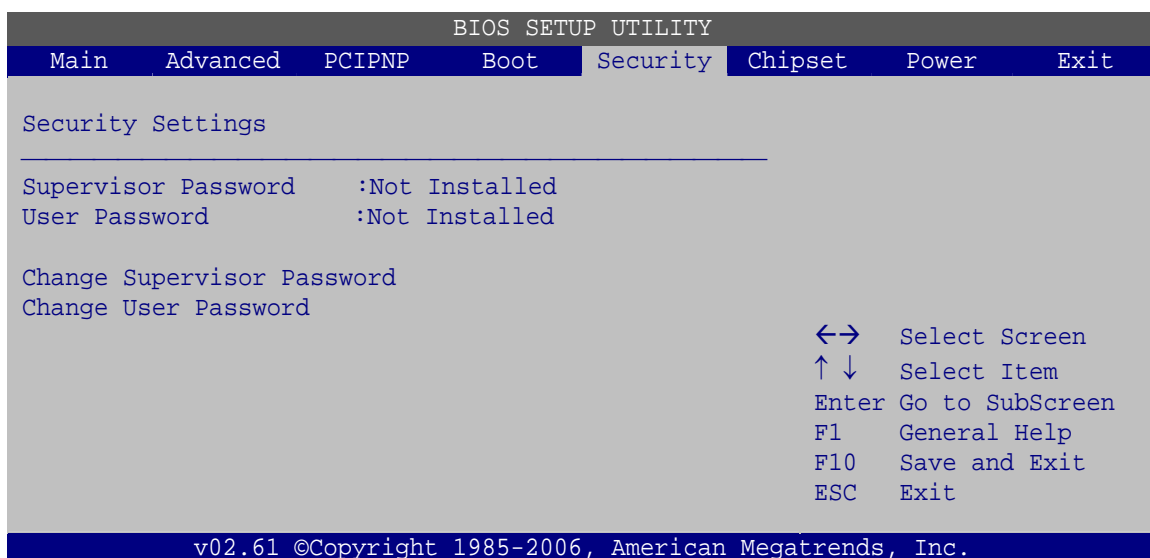 BIOS SETUP UTILITY
Main Advanced PCIPNP Boot Security Chipset Power Exit
Security Settings
Supervisor Password :Not Installed
User Password :Not Installed
Change Supervisor Password
Change User Password
←→ Select Screen
↑ ↓ Select Item
Enter Go to SubScreen
F1 General Help
F10 Save and Exit
ESC Exit
v02.61 ©Copyright 1985-2006, American Megatrends, Inc.